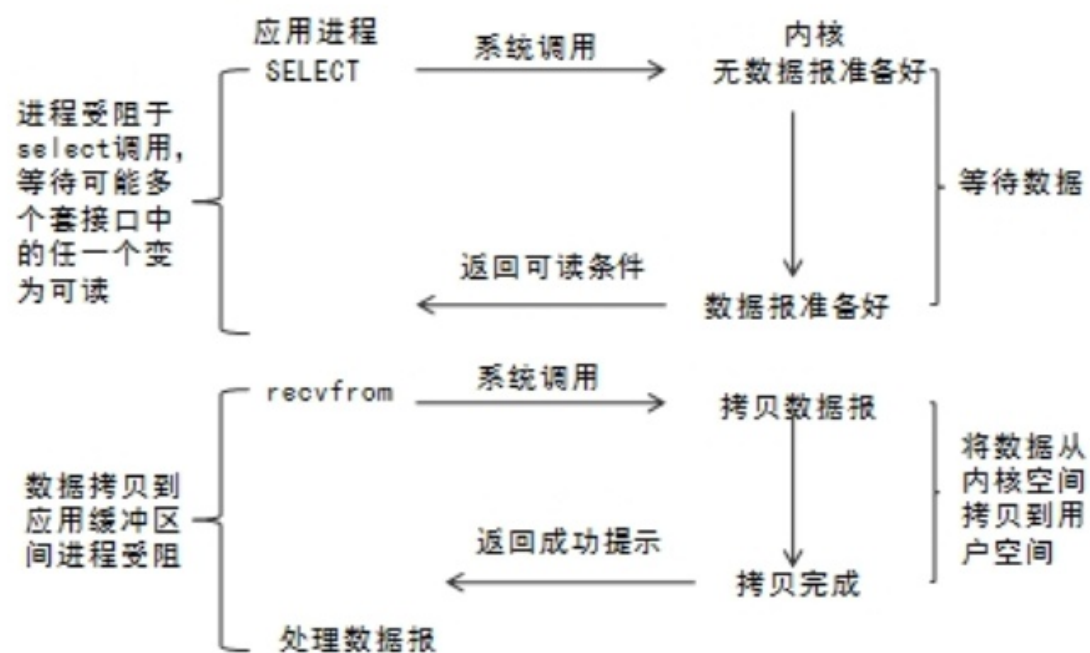 应用进程
SELECT
系统调用
内核
无数据报准备好
进程受阻于
select调用,
等待可能多
个套接口中
的任一个变
为可读
等待数据
返回可读条件
数据报准备好
recvfrom
系统调用
拷贝数据报
数据拷贝到
应用缓冲区
间进程受阻
将数据从
内核空间
拷贝到用
户空间
返回成功提示
拷贝完成
处理数据报